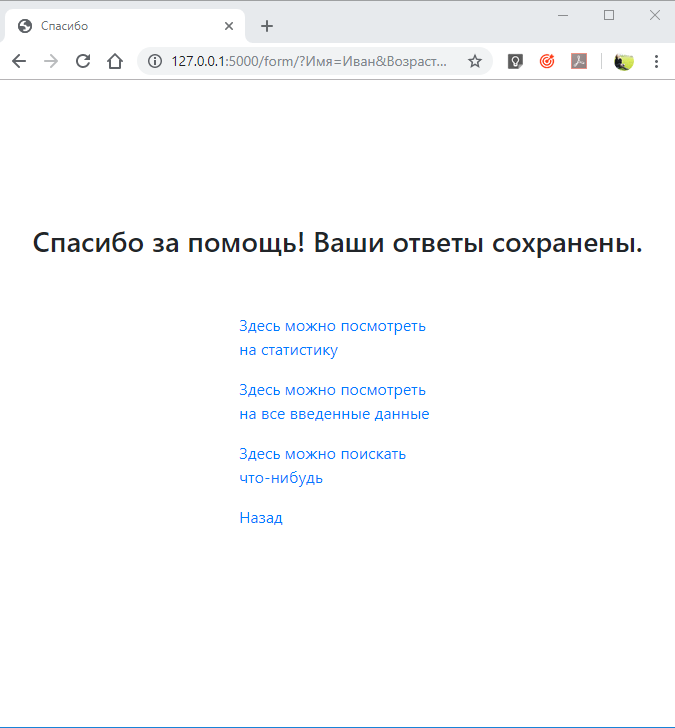 Спасибо
127.0.0.1:5000/form/?Имя=Иван&Возраст...
Спасибо за помощь! Ваши ответы сохранены.
Здесь можно посмотреть
на статистику
Здесь можно посмотреть
на все введенные данные
Здесь можно поискать
что-нибудь
Назад